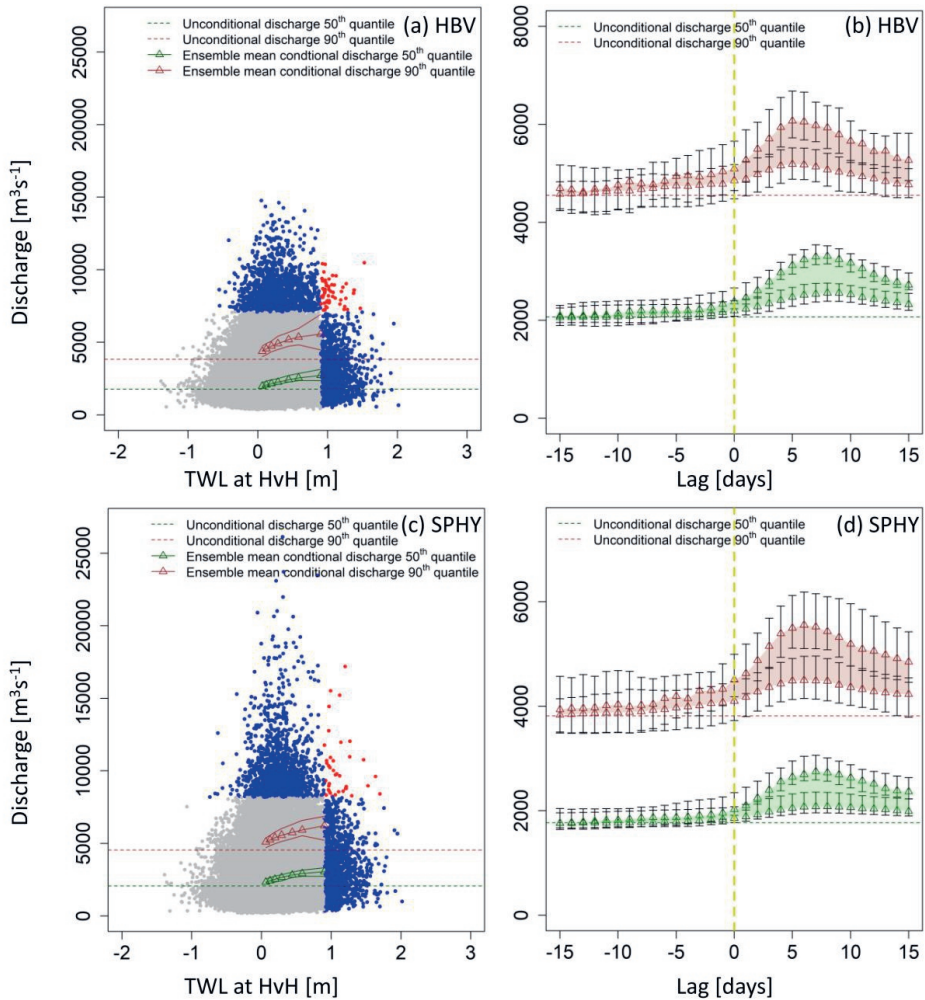 (a) HBV
Unconditional discharge 50th quantile
Unconditional discharge 90th quantile
Ensemble mean condtional discharge 50th quantile
Ensemble mean conditional discharge 90th quantile
Discharge [m³s⁻¹]
25000
20000
15000
10000
5000
0
-2 -1 0 1 2 3
TWL at HvH [m]
(b) HBV
Unconditional discharge 50th quantile
Unconditional discharge 90th quantile
8000
6000
4000
2000
0
-15 -10 -5 0 5 10 15
Lag [days]
(c) SPHY
Unconditional discharge 50th quantile
Unconditional discharge 90th quantile
Ensemble mean condtional discharge 50th quantile
Ensemble mean conditional discharge 90th quantile
Discharge [m³s⁻¹]
25000
20000
15000
10000
5000
0
-2 -1 0 1 2 3
TWL at HvH [m]
(d) SPHY
Unconditional discharge 50th quantile
Unconditional discharge 90th quantile
6000
4000
2000
0
-15 -10 -5 0 5 10 15
Lag [days]